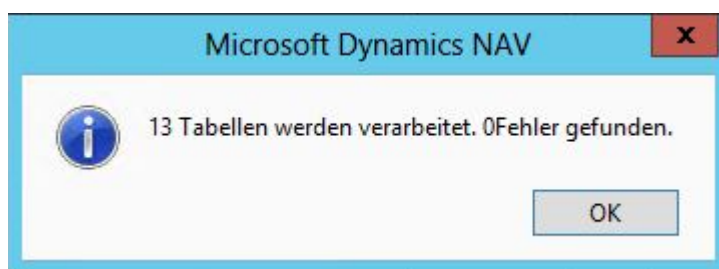 Microsoft Dynamics NAV
x
13 Tabellen werden verarbeitet. 0Fehler gefunden.
OK